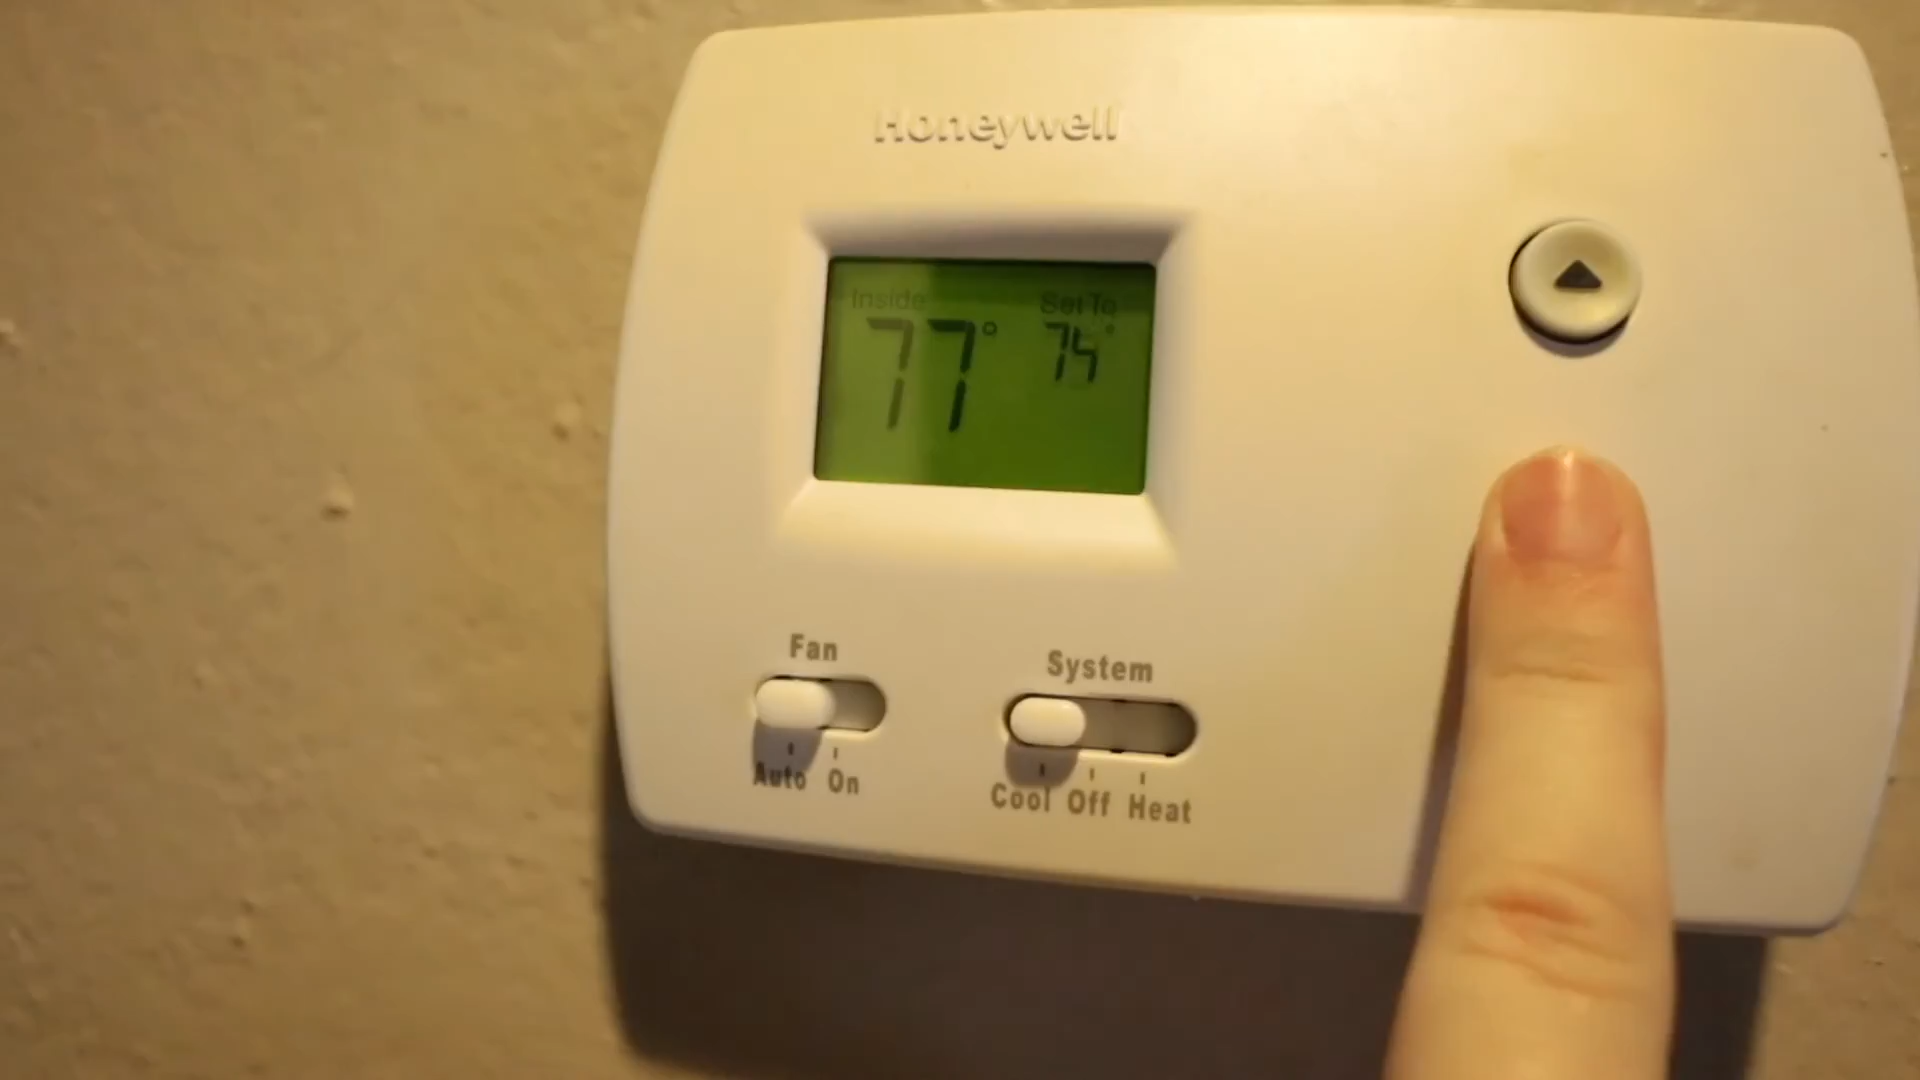 Honeywell
Inside Set To
77° 75°
Fan
System
Auto On
Cool Off Heat